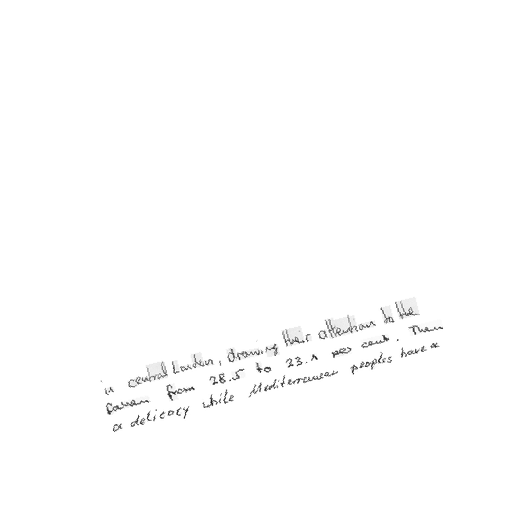 in central London, drawing their attention to the
fallen from 28.5 to 23.1 per cent. Then
a delicacy while Mediterranean peoples have a